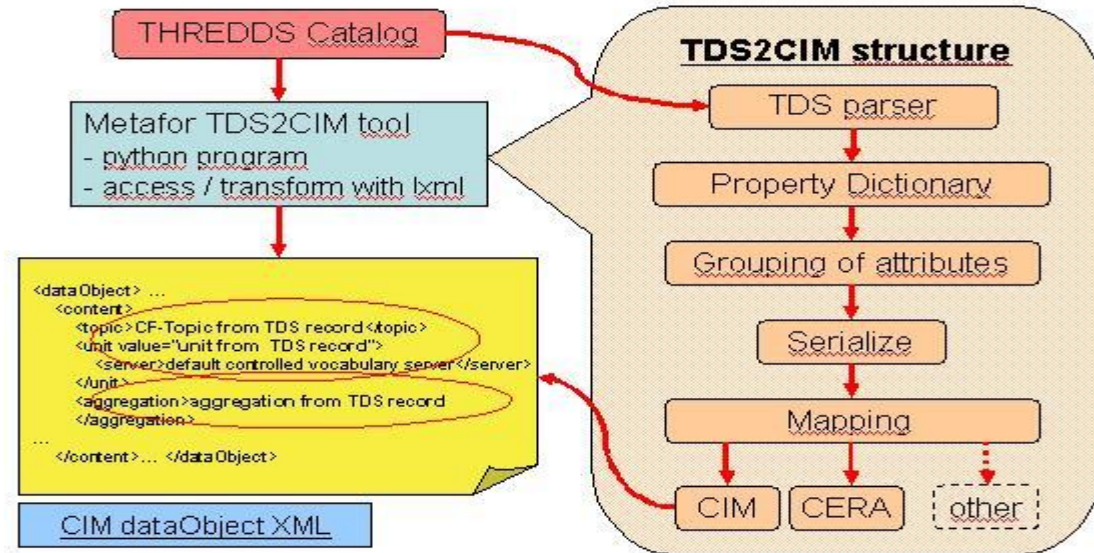 THREDDS Catalog
Metafor TDS2CIM tool
- python program
- access / transform with lxml
<dataObject> ...
<content>
<topic>CF-Topic from TDS record</topic>
<unit value="unit from TDS record">
<server>default controlled vocabulary server</server>
</unit>
<aggregation>aggregation from TDS record
</aggregation>
...
</content>... </dataObject>
CIM dataObject XML
TDS2CIM structure
TDS parser
Property Dictionary
Grouping of attributes
Serialize
Mapping
CIM
CERA
other